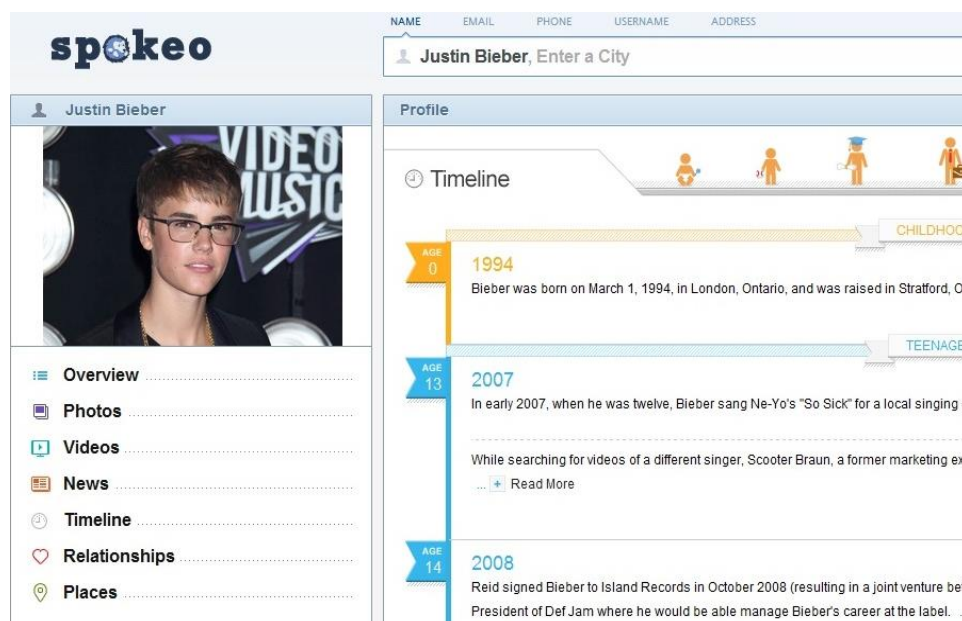 spokeo
NAME EMAIL PHONE USERNAME ADDRESS
Justin Bieber, Enter a City
Justin Bieber
VIDEO
MUSIC
Overview
Photos
Videos
News
Timeline
Relationships
Places
Profile
Timeline
CHILDHOO
AGE
0
1994
Bieber was born on March 1, 1994, in London, Ontario, and was raised in Stratford, O
TEENAGE
AGE
13
2007
In early 2007, when he was twelve, Bieber sang Ne-Yo's "So Sick" for a local singing
While searching for videos of a different singer, Scooter Braun, a former marketing ex
... + Read More
AGE
14
2008
Reid signed Bieber to Island Records in October 2008 (resulting in a joint venture be
President of Def Jam where he would be able manage Bieber's career at the label.